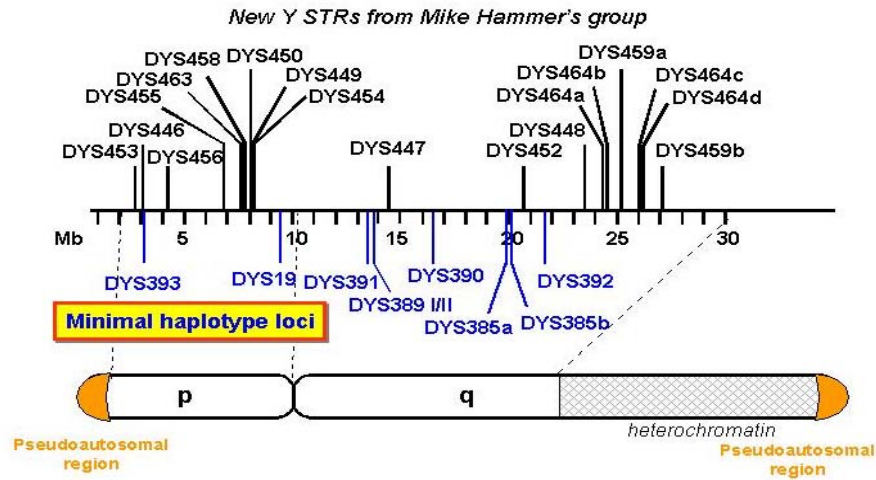 New Y STRs from Mike Hammer's group
DYS459a
DYS450
DYS458
DYS464b
DYS464c
DYS463
DYS449
DYS455
DYS464a
DYS454
DYS464d
DYS446
DYS448
DYS453
DYS456
DYS447
DYS452
DYS459b
Mb 5 10 15 20 25 30
DYS393
DYS19
DYS391
DYS390
DYS392
DYS389 I/II
Minimal haplotype loci
DYS385a
DYS385b
p
q
heterochromatin
Pseudoautosomal
region
Pseudoautosomal
region